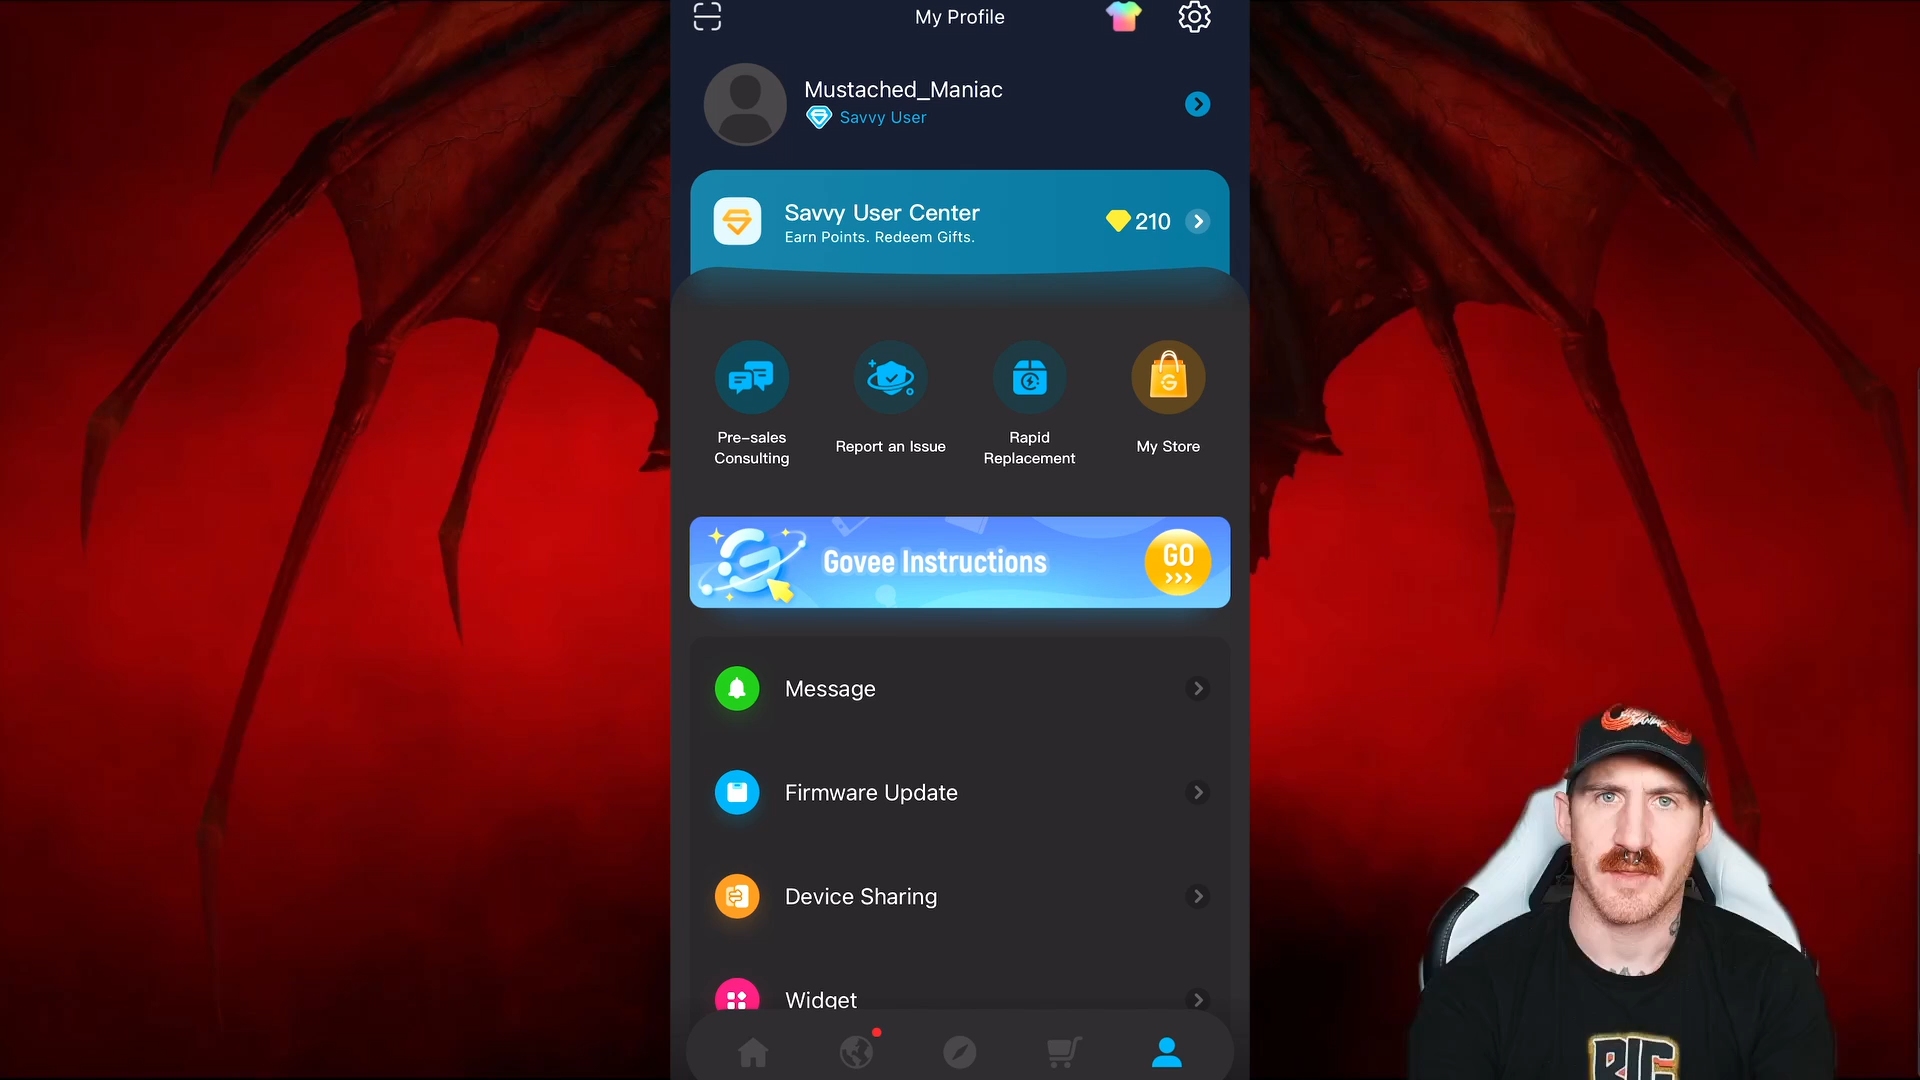 My Profile
Mustached_Maniac
Savvy User
Savvy User Center
Earn Points. Redeem Gifts.
210
Pre-sales
Consulting
Report an Issue
Rapid
Replacement
My Store
Govee Instructions
GO
Message
Firmware Update
Device Sharing
Widget